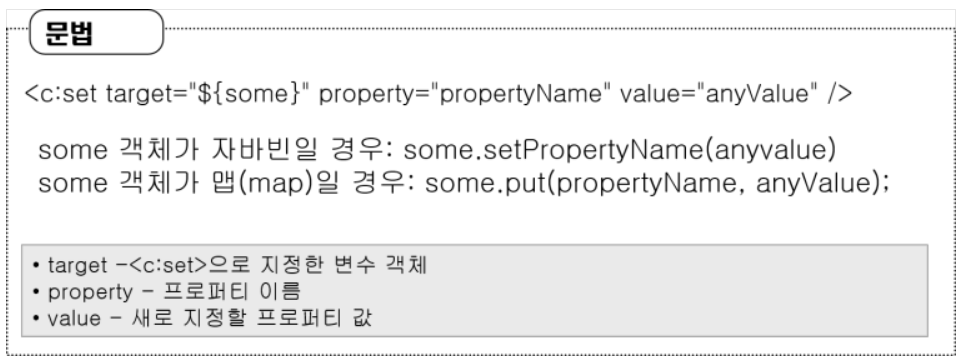 문법
<c:set target="${some}" property="propertyName" value="anyValue" />
some 객체가 자바빈일 경우: some.setPropertyName(anyvalue)
some 객체가 맵(map)일 경우: some.put(propertyName, anyValue);
• target -<c:set>으로 지정한 변수 객체
• property - 프로퍼티 이름
• value - 새로 지정할 프로퍼티 값